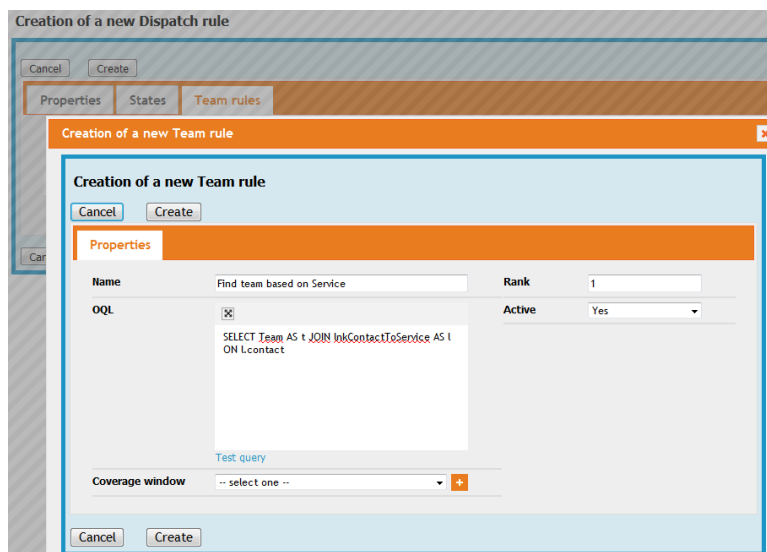 Creation of a new Dispatch rule
Cancel Create
Properties States Team rules
Creation of a new Team rule
Creation of a new Team rule
Cancel Create
Properties
Name Find team based on Service Rank 1
OQL Active Yes
SELECT Team AS t JOIN lnkContactToService AS l
ON l.contact
Test query
Coverage window -- select one -- +
Cancel Create